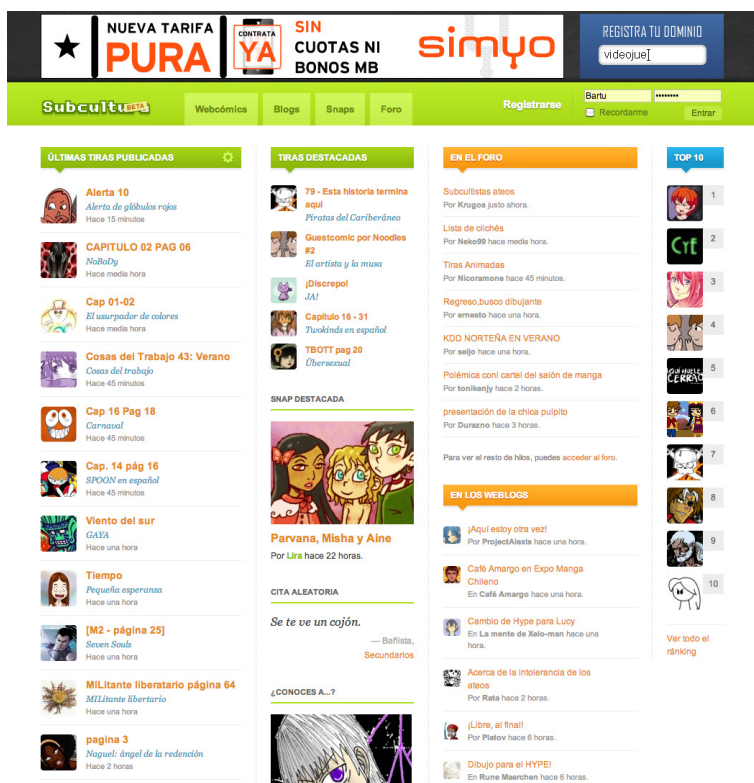 NUEVA TARIFA
PURA
CONTRATA
YA
SIN
CUOTAS NI
BONOS MB
simyo
REGISTRA TU DOMINIO
videojue
Subcultu BETA
Webcómics
Blogs
Snaps
Foro
Registrarse
Bartu
••••••••
Recordarme
Entrar
ÚLTIMAS TIRAS PUBLICADAS
Alerta 10
Alerta de glóbulos rojos
Hace 15 minutos
CAPITULO 02 PAG 06
NoBoDy
Hace media hora
Cap 01-02
El usurpador de colores
Hace media hora
Cosas del Trabajo 43: Verano
Cosas del trabajo
Hace 45 minutos
Cap 16 Pag 18
Carnaval
Hace 45 minutos
Cap. 14 pág 16
SPOON en español
Hace 45 minutos
Viento del sur
GAYA
Hace una hora
Tiempo
Pequeña esperanza
Hace una hora
[M2 - página 25]
Seven Souls
Hace una hora
MILitante liberatario página 64
MILitante libertario
Hace una hora
pagina 3
Naguel: ángel de la redención
Hace 2 horas
TIRAS DESTACADAS
79 - Esta historia termina
aquí
Piratas del Cariberáneo
Guestcomic por Noodles
#2
El artista y la musa
¡Discrepo!
JA!
Capítulo 16 - 31
Twokinds en español
TBOTT pag 20
Übersexual
SNAP DESTACADA
Parvana, Misha y Aine
Por Lira hace 22 horas.
CITA ALEATORIA
Se te ve un cojón.
— Bañista,
Secundarios
¿CONOCES A...?
EN EL FORO
Subcultistas ateos
Por Krugos justo ahora.
Lista de clichés
Por Neko99 hace media hora.
Tiras Animadas
Por Nicoramone hace 45 minutos.
Regreso,busco dibujante
Por ernesto hace una hora.
KDD NORTEÑA EN VERANO
Por seijo hace una hora.
Polémica coni cartel del salón de manga
Por tonikenjy hace 2 horas.
presentación de la chica pulpito
Por Durazno hace 3 horas.
Para ver el resto de hilos, puedes acceder al foro.
EN LOS WEBLOGS
¡Aquí estoy otra vez!
Por ProjectAlexis hace una hora.
Café Amargo en Expo Manga
Chileno
En Café Amargo hace una hora.
Cambio de Hype para Lucy
En La mente de Xelo-man hace una
hora.
Acerca de la intolerancia de los
ateos
Por Rata hace 2 horas.
¡Libre, al final!
Por Platov hace 6 horas.
Dibujo para el HYPE!
En Rune Maerchen hace 6 horas.
TOP 10
1
CYE
2
3
4
QUÍ HUELE
CERRAO
5
6
7
8
9
10
Ver todo el
ránking